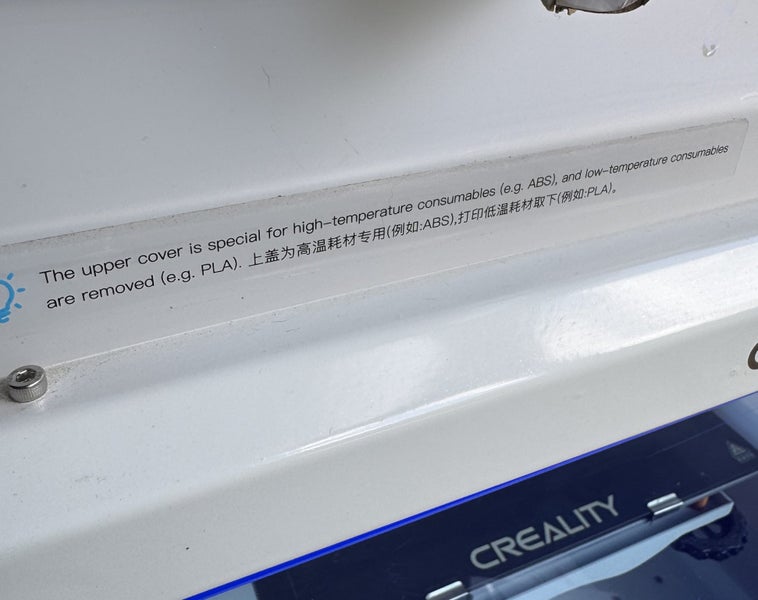 The upper cover is special for high-temperature consumables (e.g. ABS), and low-temperature consumables
are removed (e.g. PLA). 上盖为高温耗材专用(例如:ABS),打印低温耗材取下(例如:PLA)。
CREALITY